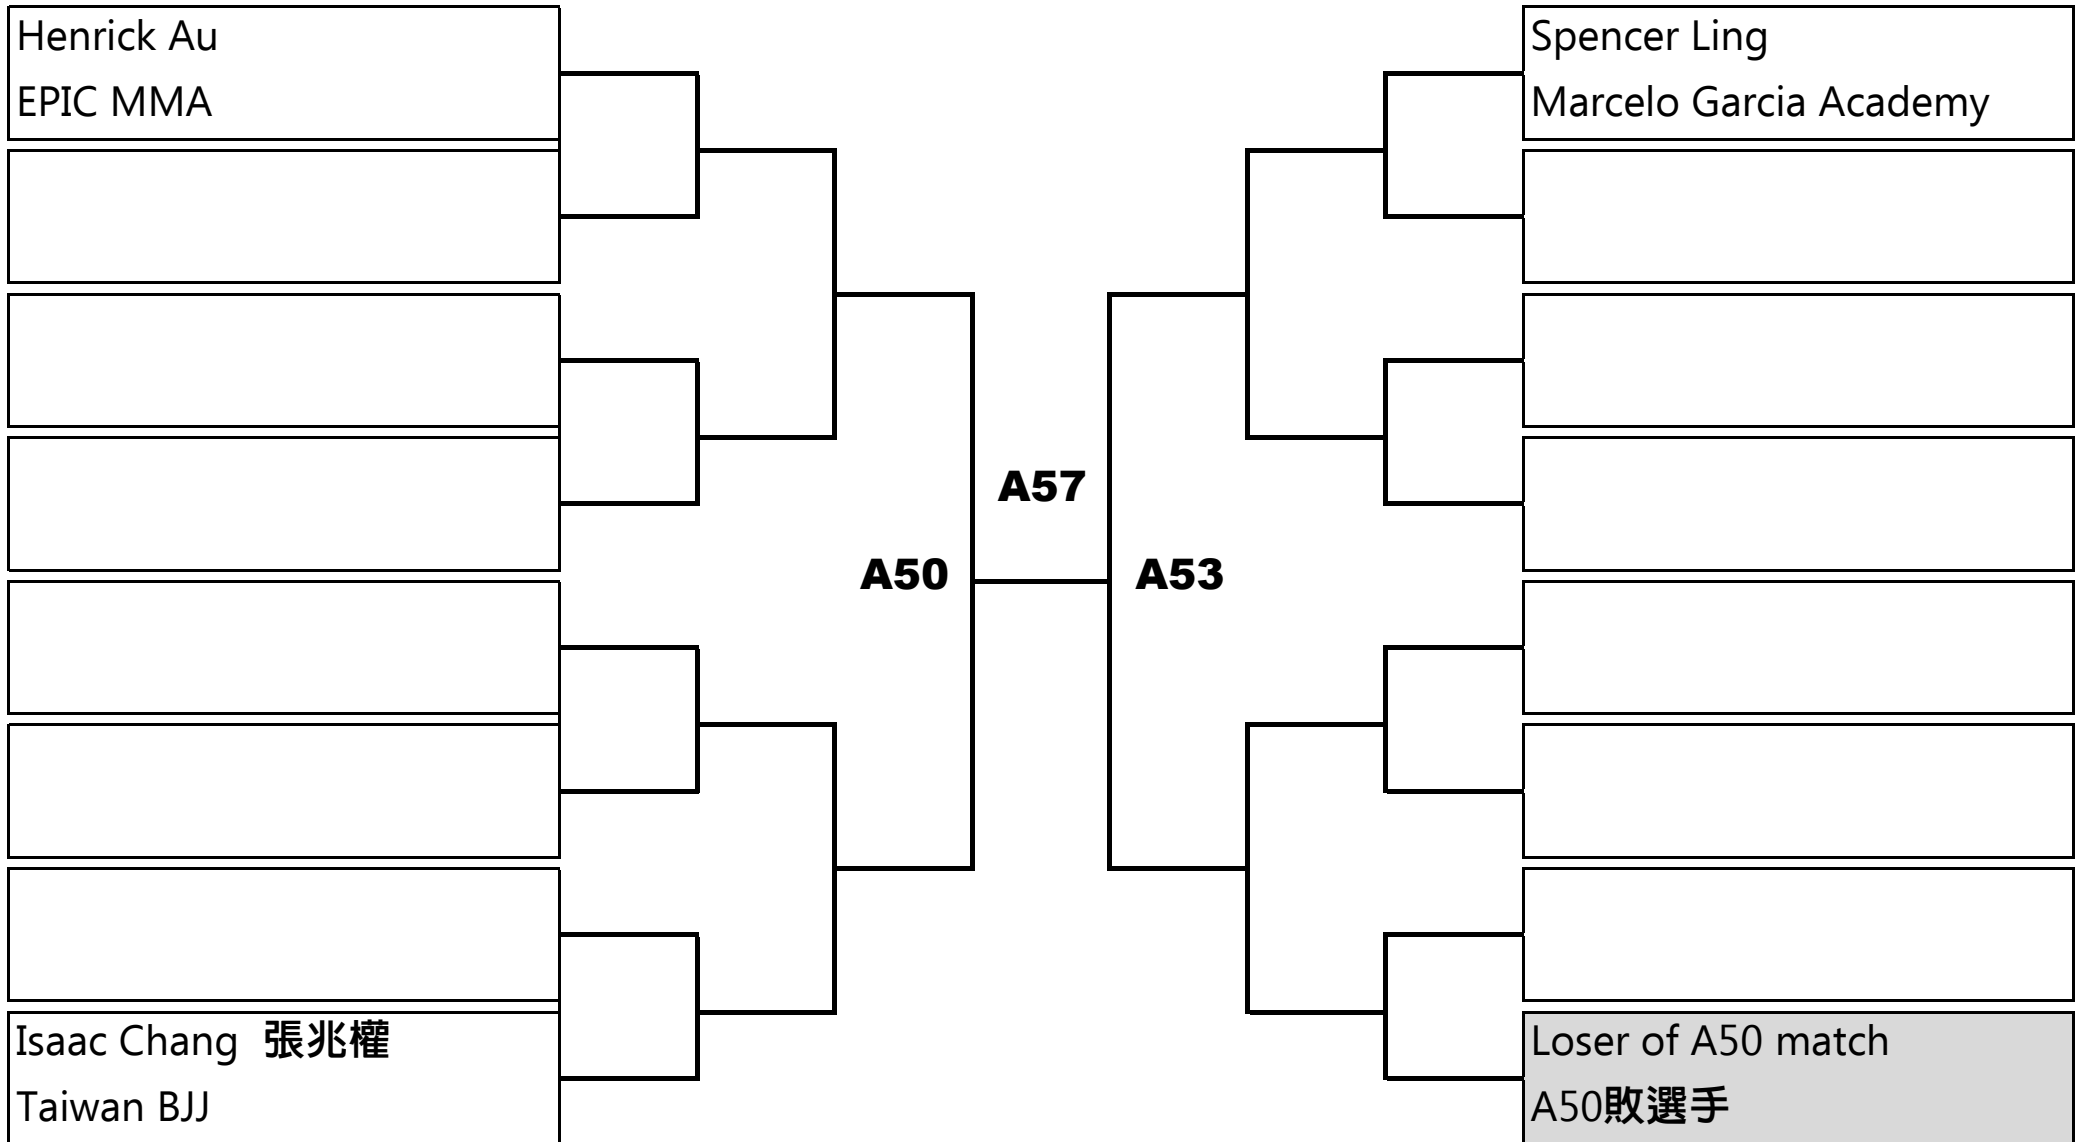 Henrick Au
EPIC MMA
Spencer Ling
Marcelo Garcia Academy
A57
A50
A53
Isaac Chang 張兆權
Taiwan BJJ
Loser of A50 match
A50敗選手